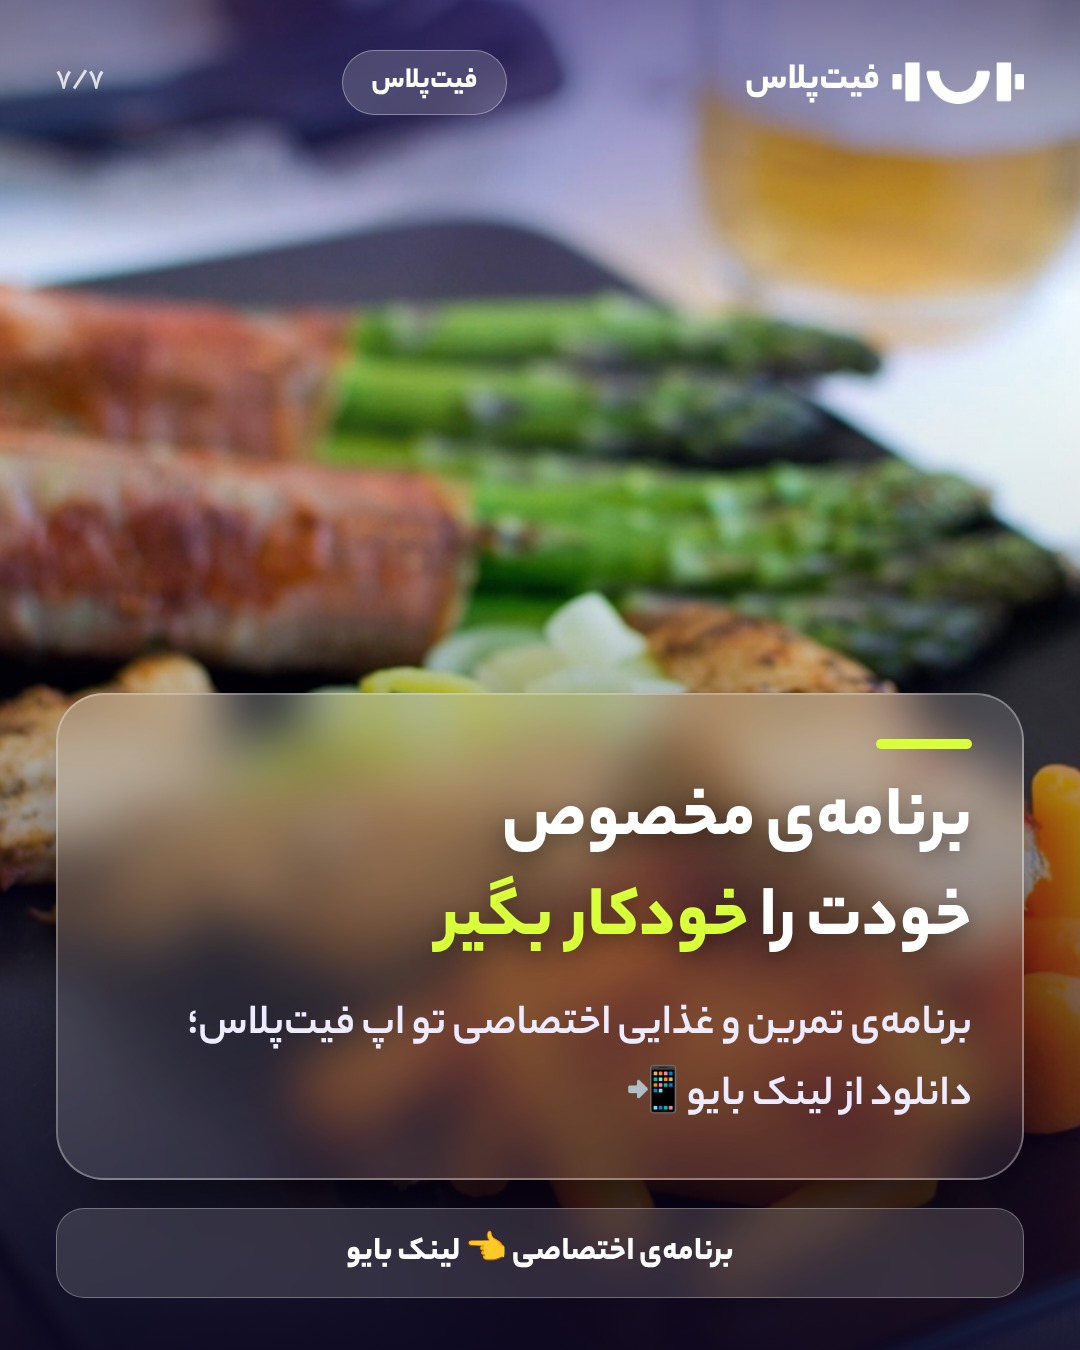 فیت‌پلاس
فیت‌پلاس
۷/۷
برنامه‌ی مخصوص
خودت را خودکار بگیر
برنامه‌ی تمرین و غذایی اختصاصی تو اپ فیت‌پلاس؛
دانلود از لینک بایو 📲
برنامه‌ی اختصاصی 👈 لینک بایو